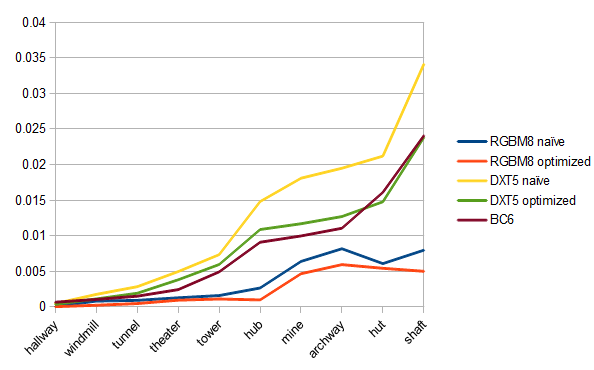 0.04
0.035
0.03
0.025
0.02
0.015
0.01
0.005
0
hallway
windmill
tunnel
theater
tower
hub
mine
archway
hut
shaft
RGBM8 naïve
RGBM8 optimized
DXT5 naïve
DXT5 optimized
BC6